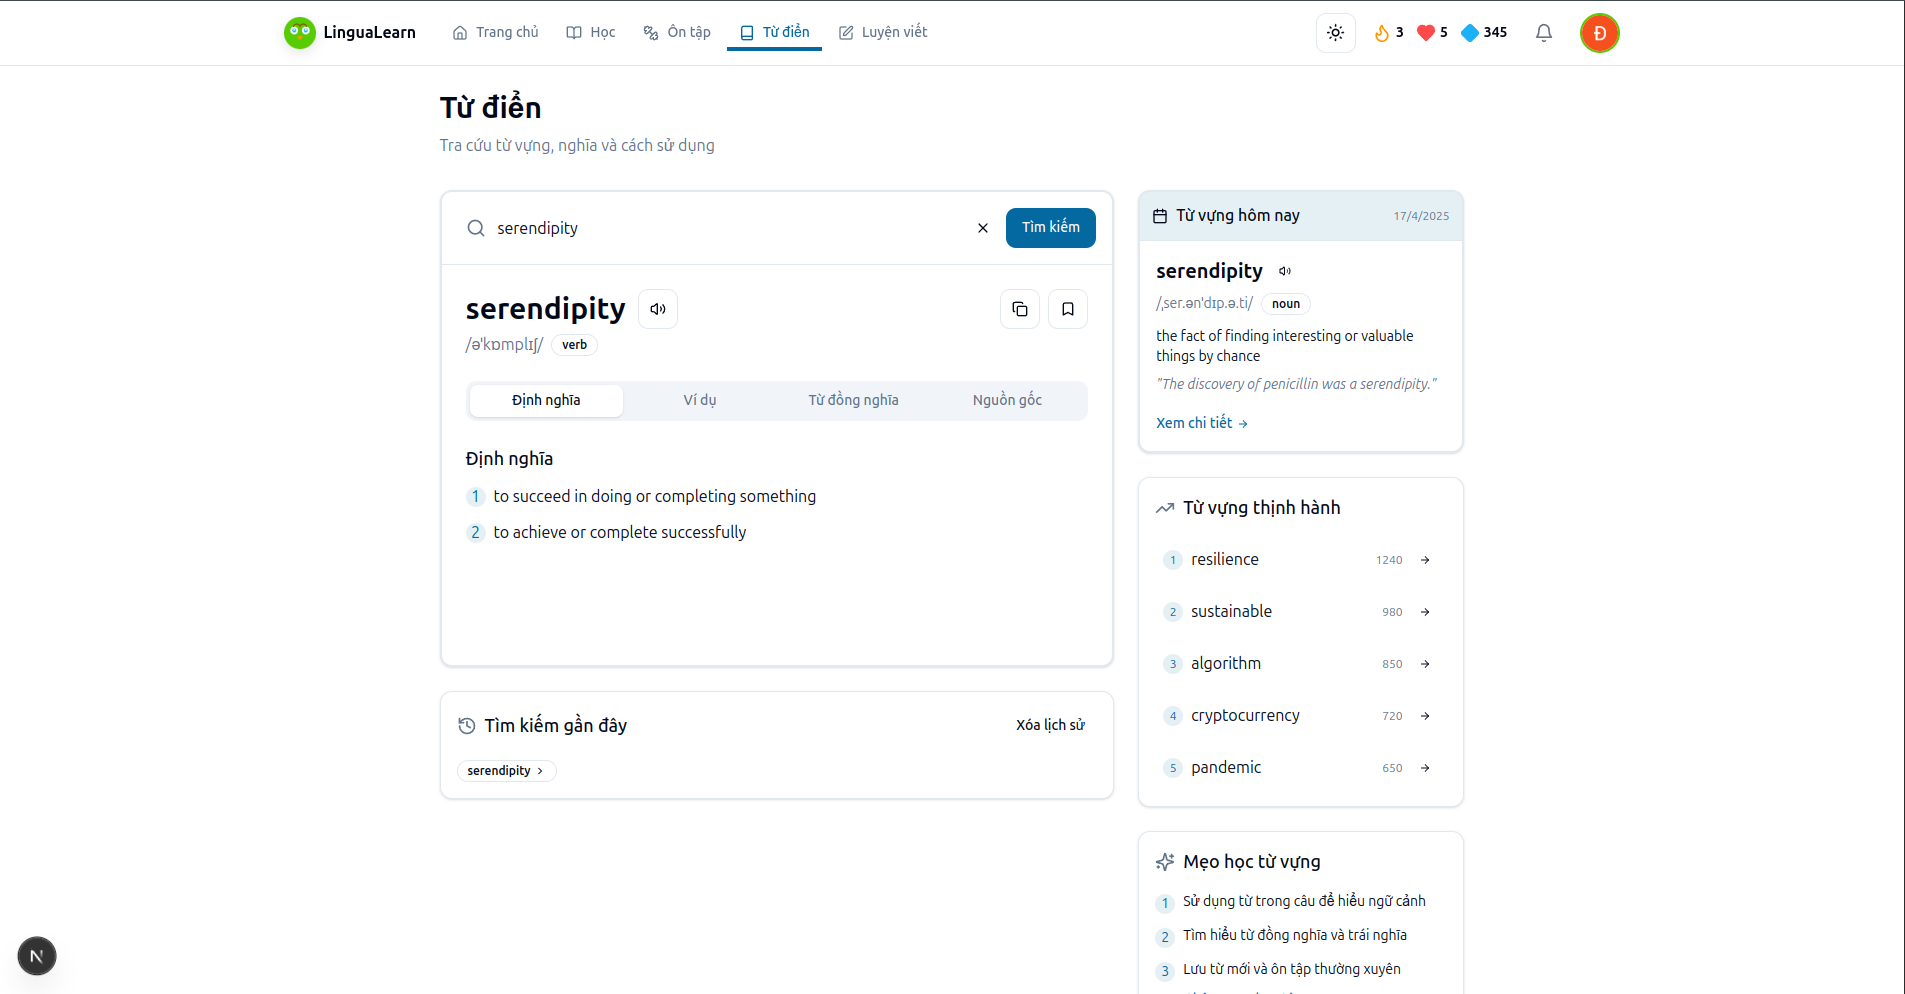 LinguaLearn
Trang chủ
Học
Ôn tập
Từ điển
Luyện viết
3
5
345
Đ
Từ điển
Tra cứu từ vựng, nghĩa và cách sử dụng
serendipity
Tìm kiếm
serendipity
/əˈkɒmplɪʃ/
verb
Định nghĩa
Ví dụ
Từ đồng nghĩa
Nguồn gốc
Định nghĩa
1 to succeed in doing or completing something
2 to achieve or complete successfully
Tìm kiếm gần đây
Xóa lịch sử
serendipity
Từ vựng hôm nay
17/4/2025
serendipity
/ˌser.ənˈdɪp.ə.ti/
noun
the fact of finding interesting or valuable
things by chance
"The discovery of penicillin was a serendipity."
Xem chi tiết →
Từ vựng thịnh hành
1 resilience 1240 →
2 sustainable 980 →
3 algorithm 850 →
4 cryptocurrency 720 →
5 pandemic 650 →
Mẹo học từ vựng
1 Sử dụng từ trong câu để hiểu ngữ cảnh
2 Tìm hiểu từ đồng nghĩa và trái nghĩa
3 Lưu từ mới và ôn tập thường xuyên
N